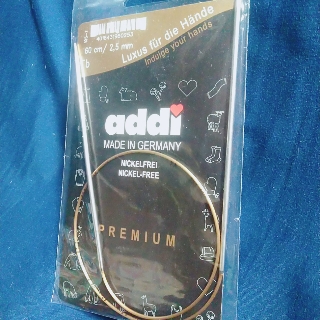 60 cm / 2.5 mm
Luxus für die Hände
Indulge your hands
addi
MADE IN GERMANY
NICKELFREI
NICKEL-FREE
PREMIUM